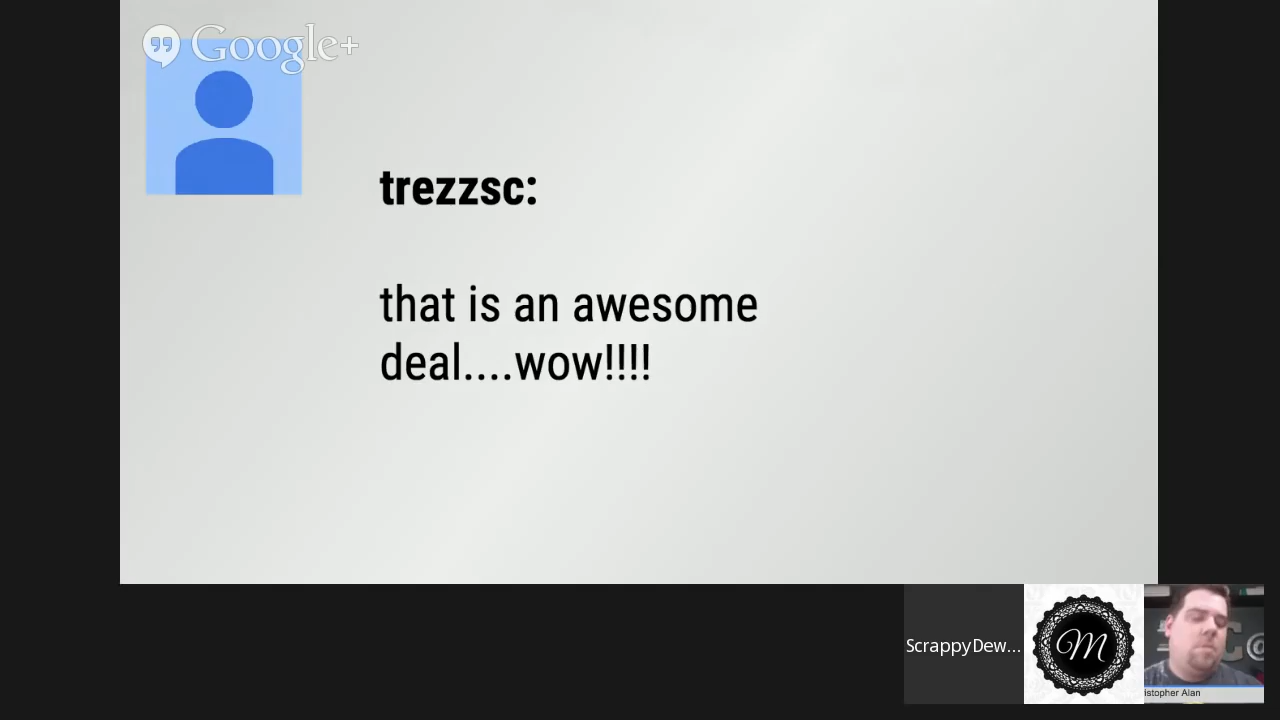 Google+
trezzsc:
that is an awesome
deal....wow!!!!
ScrappyDew...
M
istopher Alan